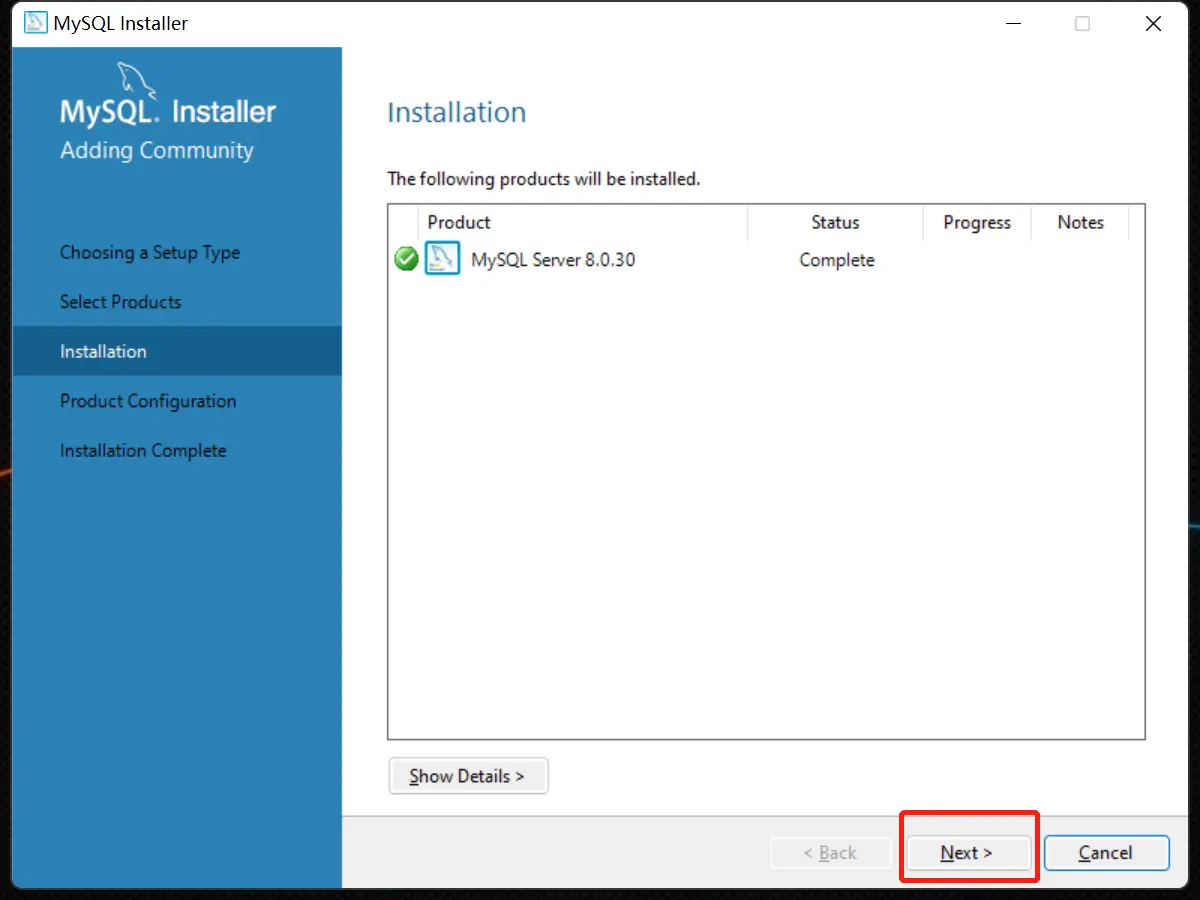 MySQL Installer
MySQL. Installer
Adding Community
Choosing a Setup Type
Select Products
Installation
Product Configuration
Installation Complete
Installation
The following products will be installed.
Product Status Progress Notes
MySQL Server 8.0.30 Complete
Show Details >
< Back Next > Cancel